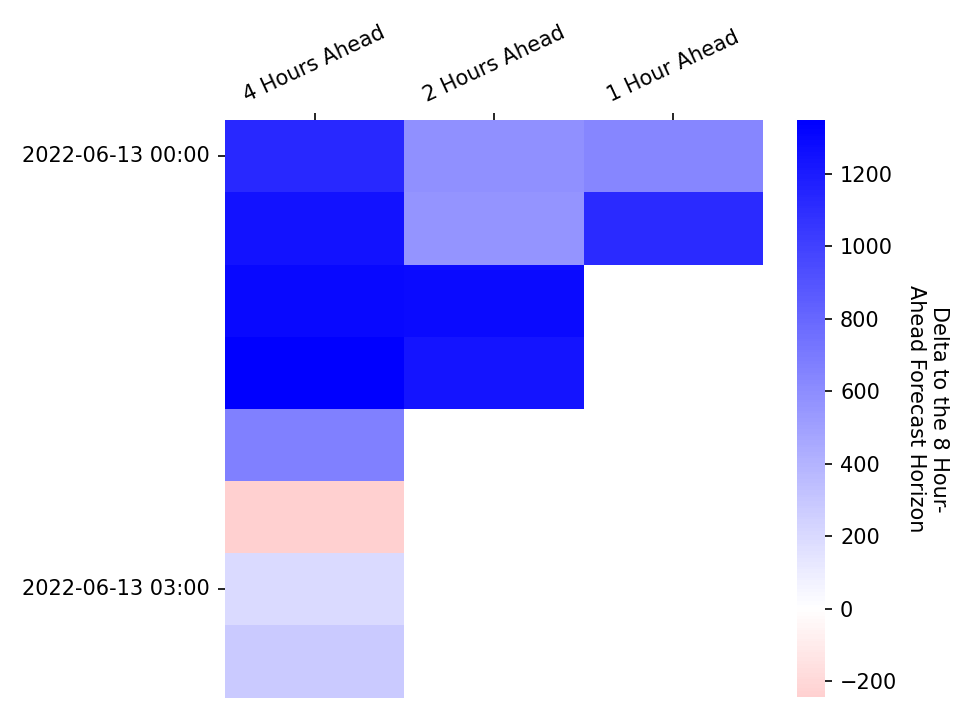 4 Hours Ahead
2 Hours Ahead
1 Hour Ahead
2022-06-13 00:00
2022-06-13 03:00
1200
1000
800
600
400
200
0
−200
Delta to the 8 Hour-
Ahead Forecast Horizon